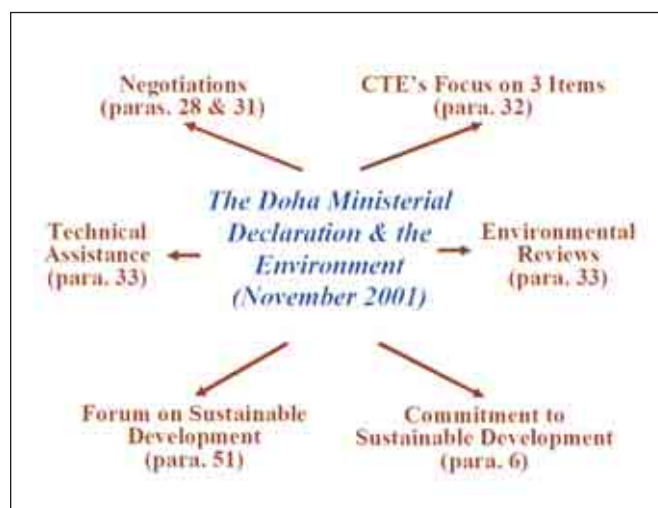 Negotiations
(paras. 28 & 31)
CTE's Focus on 3 Items
(para. 32)
The Doha Ministerial
Declaration & the
Environment
(November 2001)
Technical
Assistance
(para. 33)
Environmental
Reviews
(para. 33)
Forum on Sustainable
Development
(para. 51)
Commitment to
Sustainable Development
(para. 6)